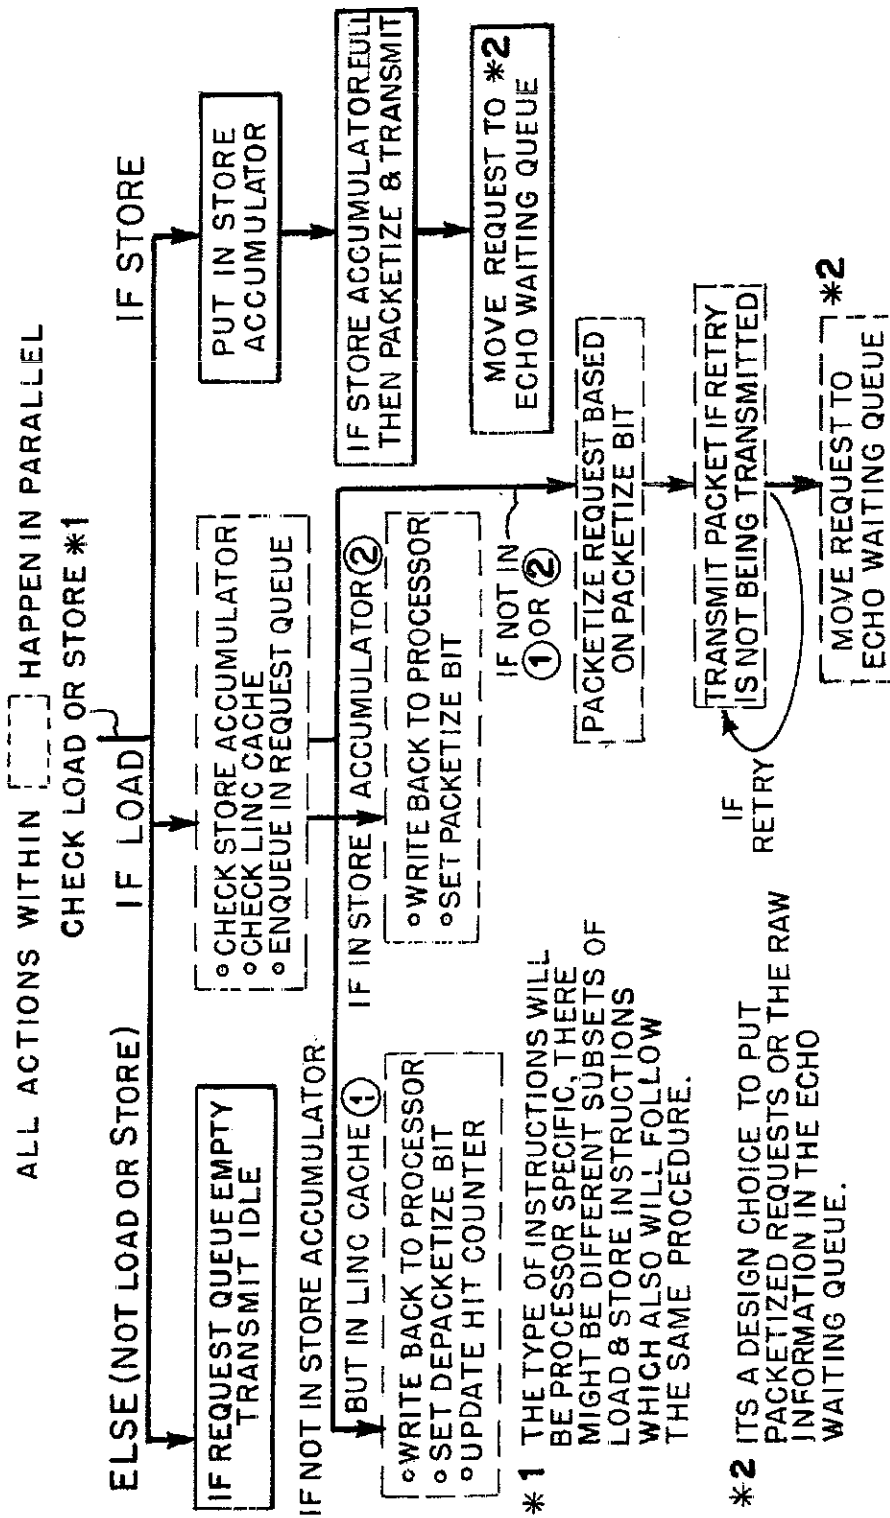 ALL ACTIONS WITHIN HAPPEN IN PARALLEL
CHECK LOAD OR STORE *1
ELSE (NOT LOAD OR STORE)
IF LOAD
IF STORE
IF REQUEST QUEUE EMPTY
TRANSMIT IDLE
CHECK STORE ACCUMULATOR
CHECK LINC CACHE
ENQUEUE IN REQUEST QUEUE
PUT IN STORE
ACCUMULATOR
IF STORE ACCUMULATOR FULL
THEN PACKETIZE & TRANSMIT
MOVE REQUEST TO *2
ECHO WAITING QUEUE
IF NOT IN STORE ACCUMULATOR
BUT IN LINC CACHE 1
IF IN STORE ACCUMULATOR 2
WRITE BACK TO PROCESSOR
SET DEPACKETIZE BIT
UPDATE HIT COUNTER
WRITE BACK TO PROCESSOR
SET PACKETIZE BIT
IF NOT IN
1 OR 2
PACKETIZE REQUEST BASED
ON PACKETIZE BIT
TRANSMIT PACKET IF RETRY
IS NOT BEING TRANSMITTED
IF
RETRY
MOVE REQUEST TO
ECHO WAITING QUEUE
*2
*1 THE TYPE OF INSTRUCTIONS WILL
BE PROCESSOR SPECIFIC, THERE
MIGHT BE DIFFERENT SUBSETS OF
LOAD & STORE INSTRUCTIONS
WHICH ALSO WILL FOLLOW
THE SAME PROCEDURE.
*2 ITS A DESIGN CHOICE TO PUT
PACKETIZED REQUESTS OR THE RAW
INFORMATION IN THE ECHO
WAITING QUEUE.